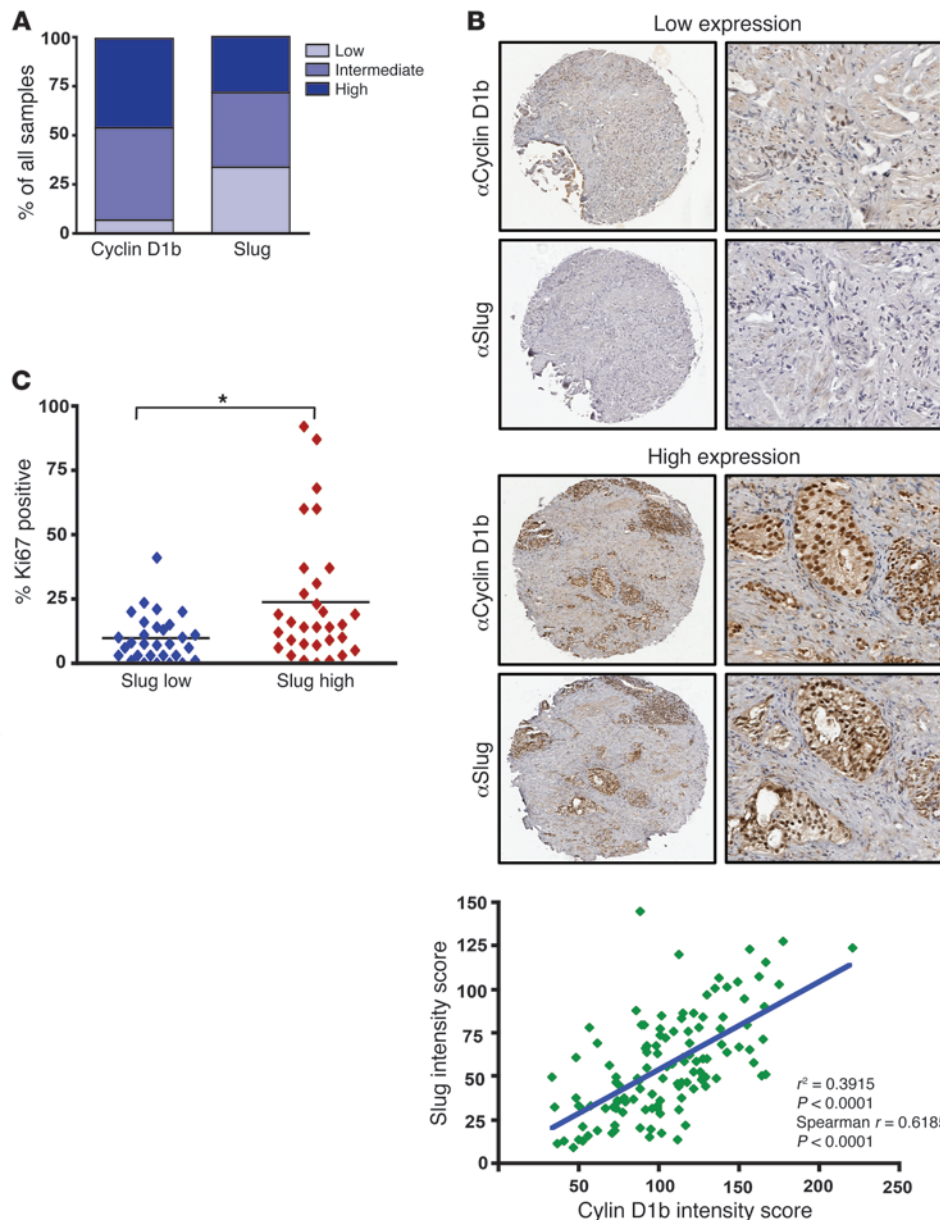 A
100
75
50
25
0
% of all samples
Cyclin D1b
Slug
Low
Intermediate
High
B
Low expression
αCyclin D1b
αSlug
High expression
αCyclin D1b
αSlug
C
*
100
75
50
25
0
% Ki67 positive
Slug low
Slug high
150
125
100
75
50
25
0
Slug intensity score
r² = 0.3915
P < 0.0001
Spearman r = 0.6185
P < 0.0001
50 100 150 200 250
Cylin D1b intensity score